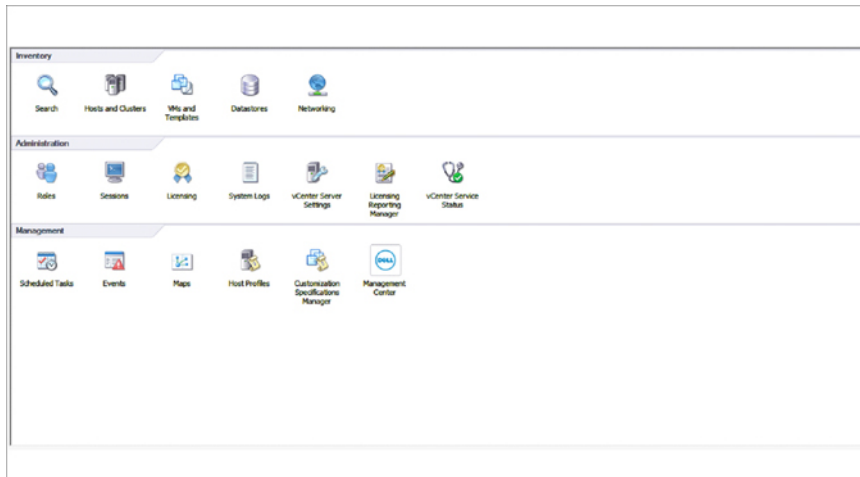 Inventory
Search
Hosts and Clusters
VMs and
Templates
Datastores
Networking
Administration
Roles
Sessions
Licensing
System Logs
vCenter Server
Settings
Licensing
Reporting
Manager
vCenter Service
Status
Management
Scheduled Tasks
Events
Maps
Host Profiles
Customization
Specifications
Manager
DELL
Management
Center